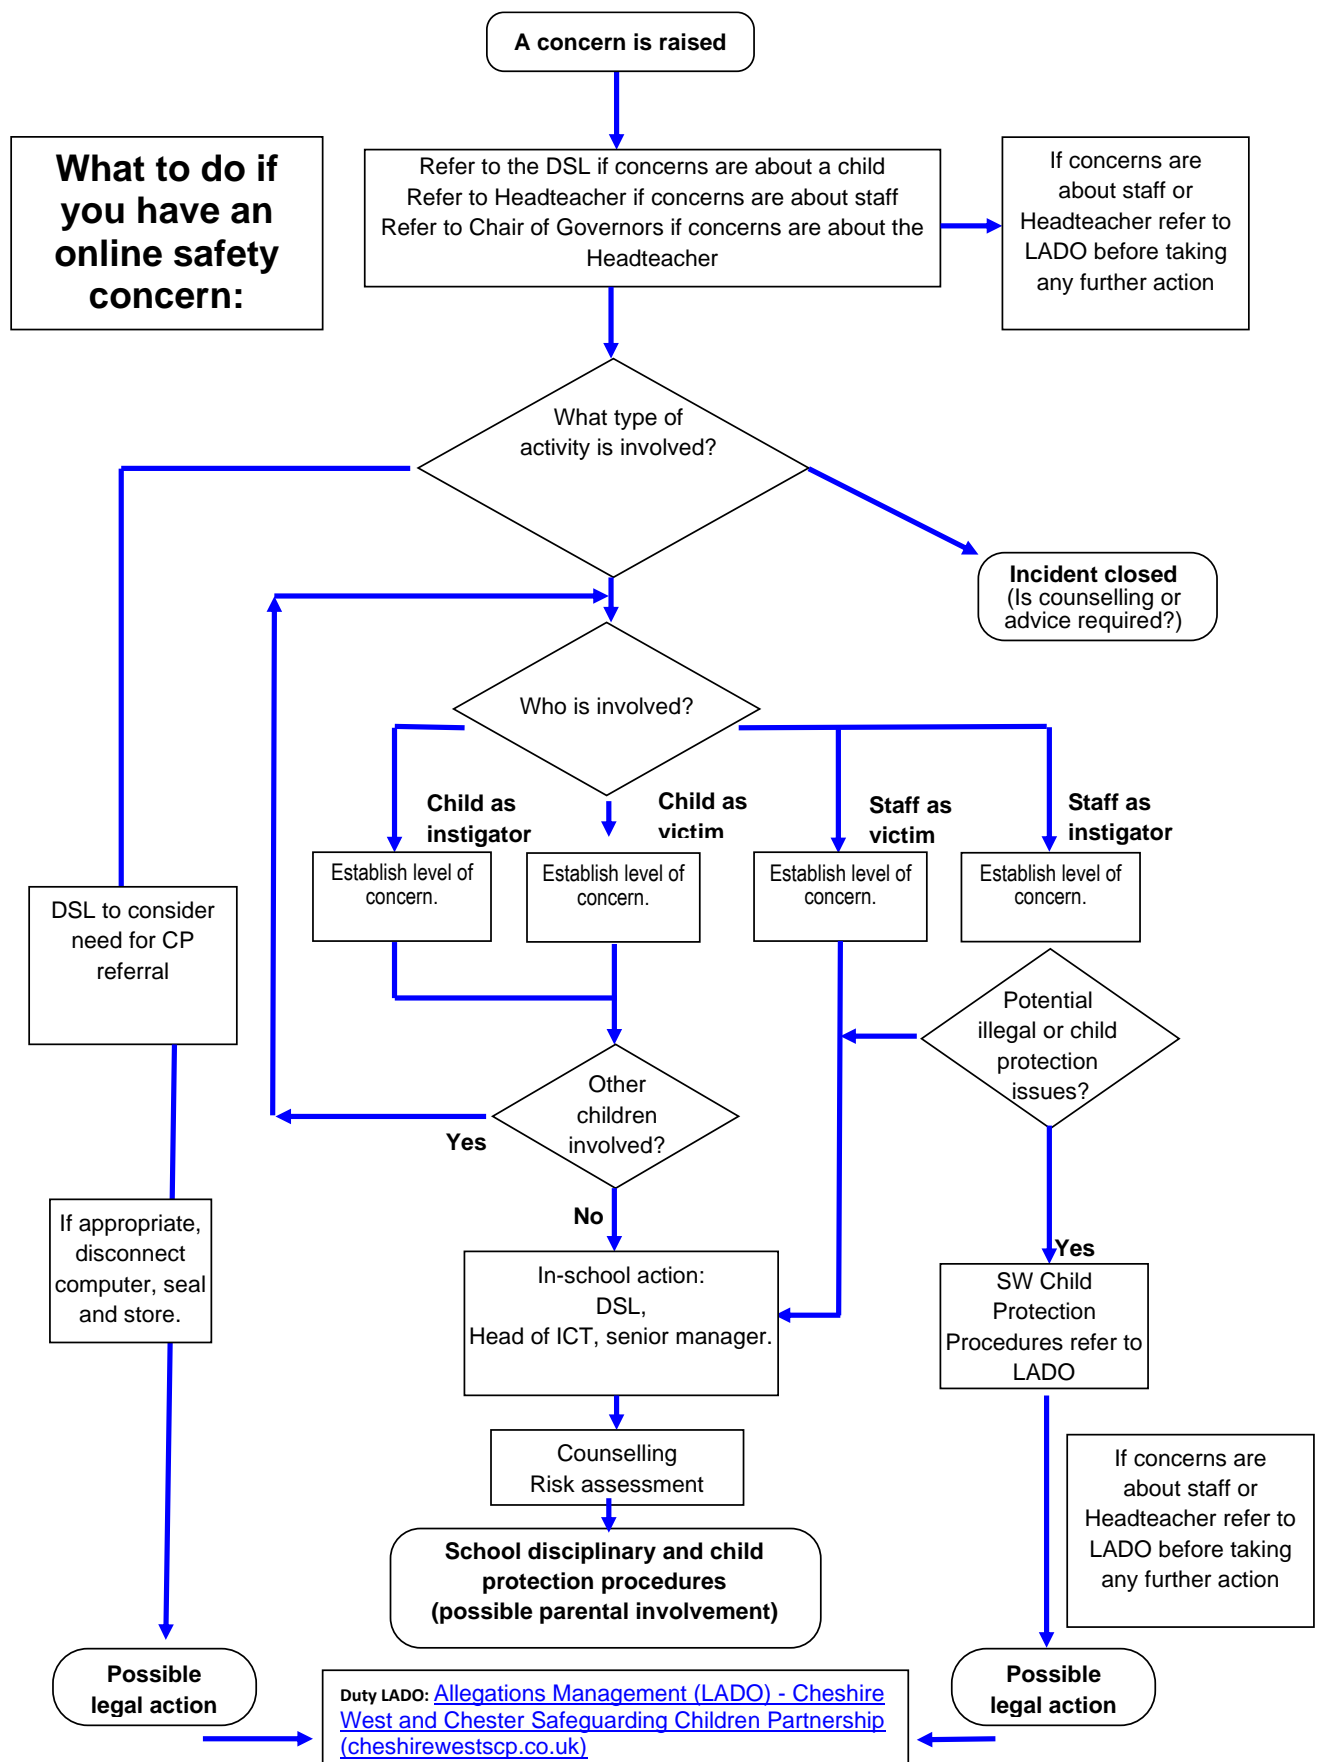 A concern is raised
What to do if
you have an
online safety
concern:
Refer to the DSL if concerns are about a child
Refer to Headteacher if concerns are about staff
Refer to Chair of Governors if concerns are about the
Headteacher
If concerns are
about staff or
Headteacher refer to
LADO before taking
any further action
What type of
activity is involved?
Incident closed
(Is counselling or
advice required?)
Who is involved?
Child as
instigator
Child as
victim
Staff as
victim
Staff as
instigator
Establish level of
concern.
Establish level of
concern.
Establish level of
concern.
Establish level of
concern.
DSL to consider
need for CP
referral
Potential
illegal or child
protection
issues?
Other
children
involved?
Yes
No
If appropriate,
disconnect
computer, seal
and store.
In-school action:
DSL,
Head of ICT, senior manager.
Yes
SW Child
Protection
Procedures refer to
LADO
Counselling
Risk assessment
If concerns are
about staff or
Headteacher refer to
LADO before taking
any further action
School disciplinary and child
protection procedures
(possible parental involvement)
Possible
legal action
Duty LADO: Allegations Management (LADO) - Cheshire
West and Chester Safeguarding Children Partnership
(cheshirewestscp.co.uk)
Possible
legal action